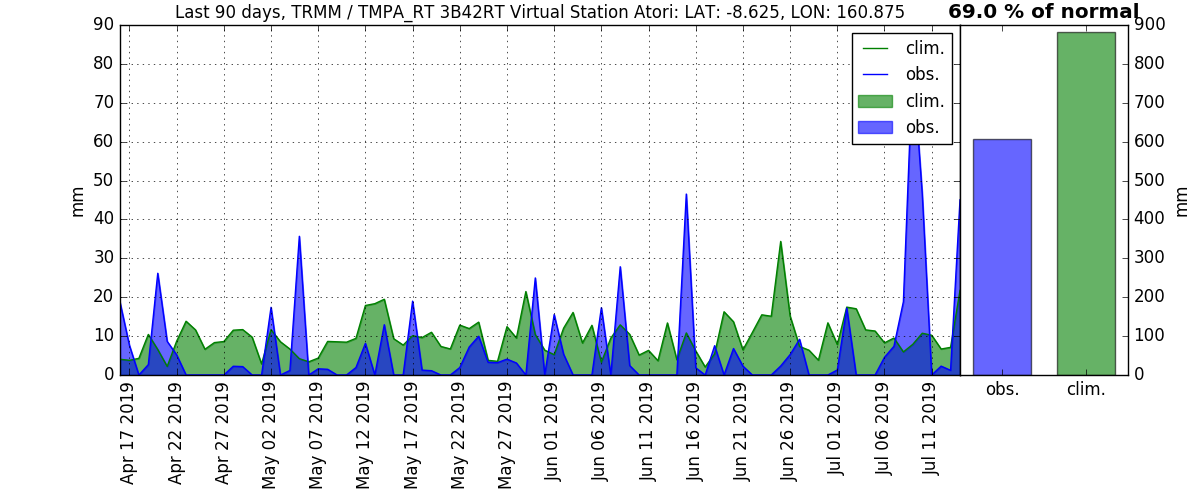 Last 90 days, TRMM / TMPA_RT 3B42RT Virtual Station Atori: LAT: -8.625, LON: 160.875
69.0 % of normal
90
80
70
60
50
40
30
20
10
0
mm
clim.
obs.
clim.
obs.
900
800
700
600
500
400
300
200
100
0
mm
Apr 17 2019
Apr 22 2019
Apr 27 2019
May 02 2019
May 07 2019
May 12 2019
May 17 2019
May 22 2019
May 27 2019
Jun 01 2019
Jun 06 2019
Jun 11 2019
Jun 16 2019
Jun 21 2019
Jun 26 2019
Jul 01 2019
Jul 06 2019
Jul 11 2019
obs.
clim.